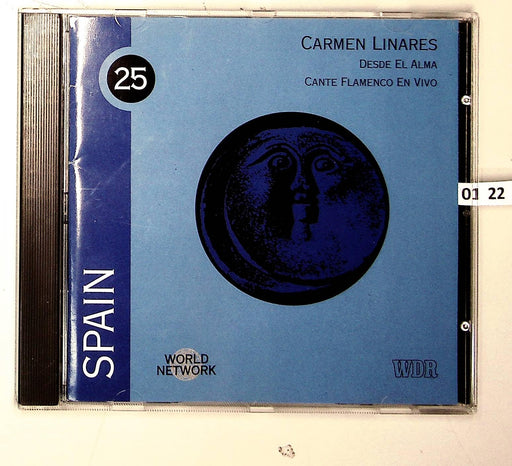 25
CARMEN LINARES
DESDE EL ALMA
CANTE FLAMENCO EN VIVO
01 22
SPAIN
WORLD
NETWORK
WDR